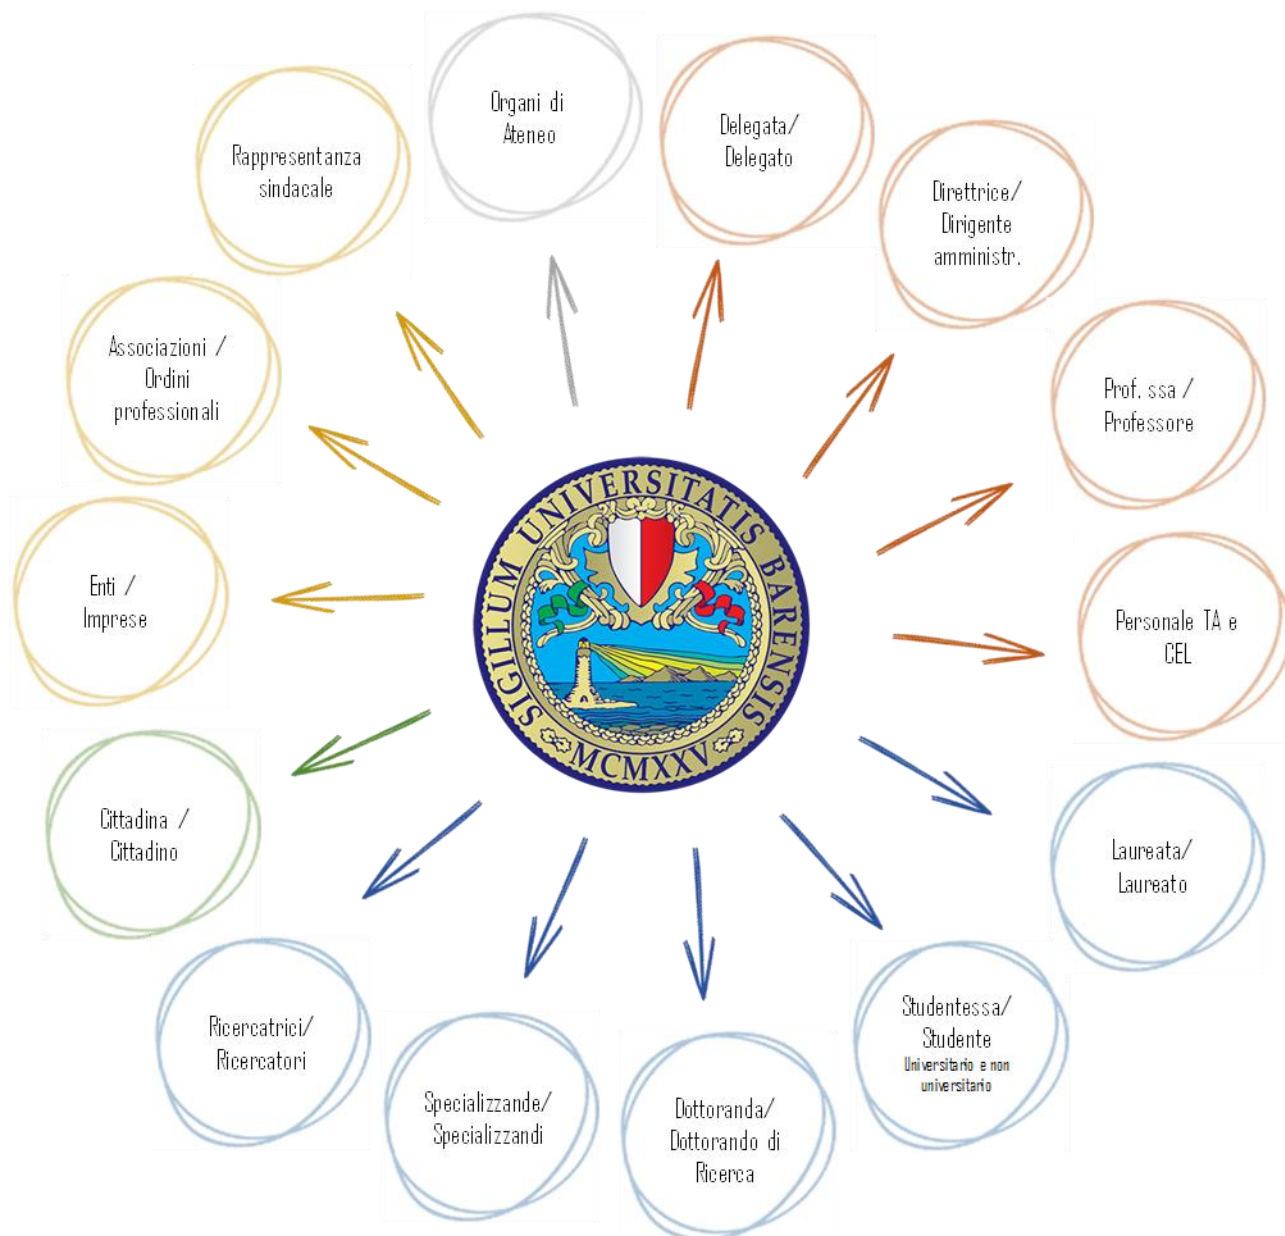 Organi di
Ateneo
Delegata/
Delegato
Direttrice/
Dirigente
amministr.
Prof. ssa /
Professore
Personale TA e
CEL
Laureata/
Laureato
Studentessa/
Studente
Universitario e non
universitario
Dottoranda/
Dottorando di
Ricerca
Specializzande/
Specializzandi
Ricercatrici/
Ricercatori
Cittadina /
Cittadino
Enti /
Imprese
Associazioni /
Ordini
professionali
Rappresentanza
sindacale
SIGILLUM UNIVERSITATIS BARENSIS
MCMXXV